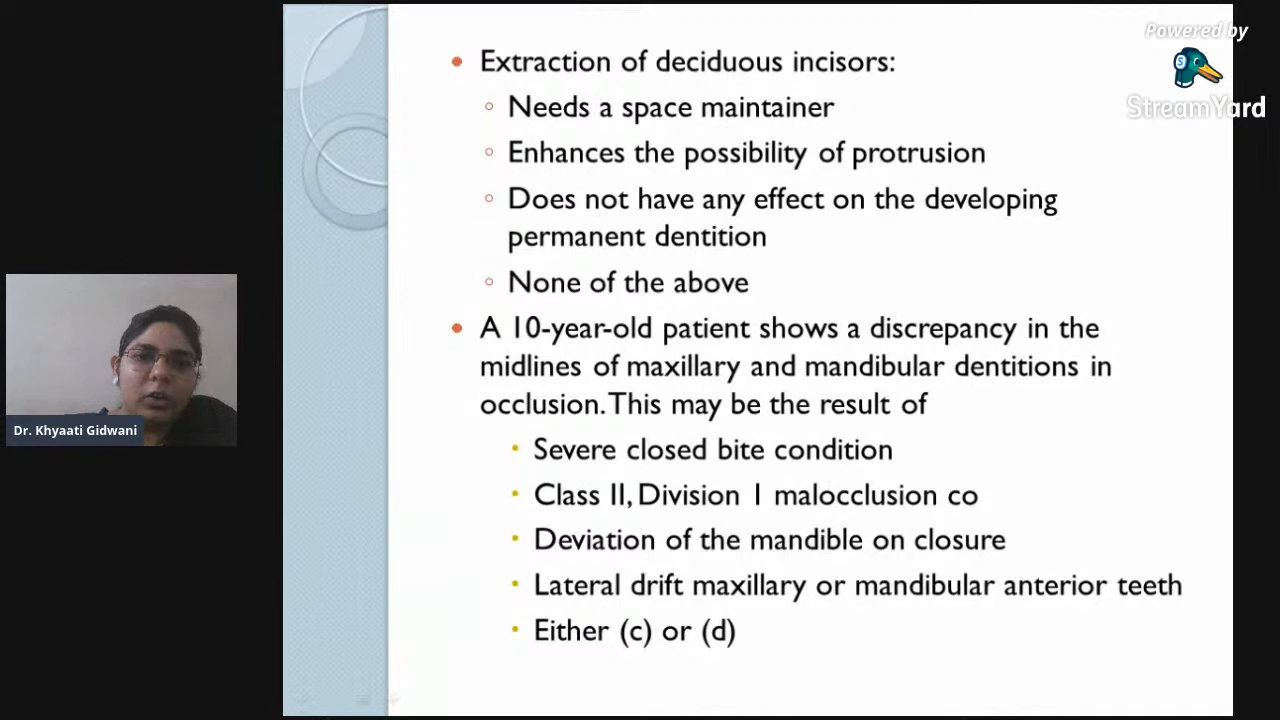 Powered by
StreamYard
• Extraction of deciduous incisors:
◦ Needs a space maintainer
◦ Enhances the possibility of protrusion
◦ Does not have any effect on the developing
permanent dentition
◦ None of the above
• A 10-year-old patient shows a discrepancy in the
midlines of maxillary and mandibular dentitions in
occlusion. This may be the result of
• Severe closed bite condition
• Class II, Division 1 malocclusion co
• Deviation of the mandible on closure
• Lateral drift maxillary or mandibular anterior teeth
• Either (c) or (d)
Dr. Khyaati Gidwani